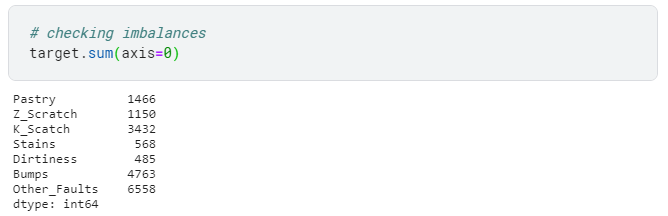 # checking imbalances
target.sum(axis=0)
Pastry 1466
Z_Scratch 1150
K_Scatch 3432
Stains 568
Dirtiness 485
Bumps 4763
Other_Faults 6558
dtype: int64